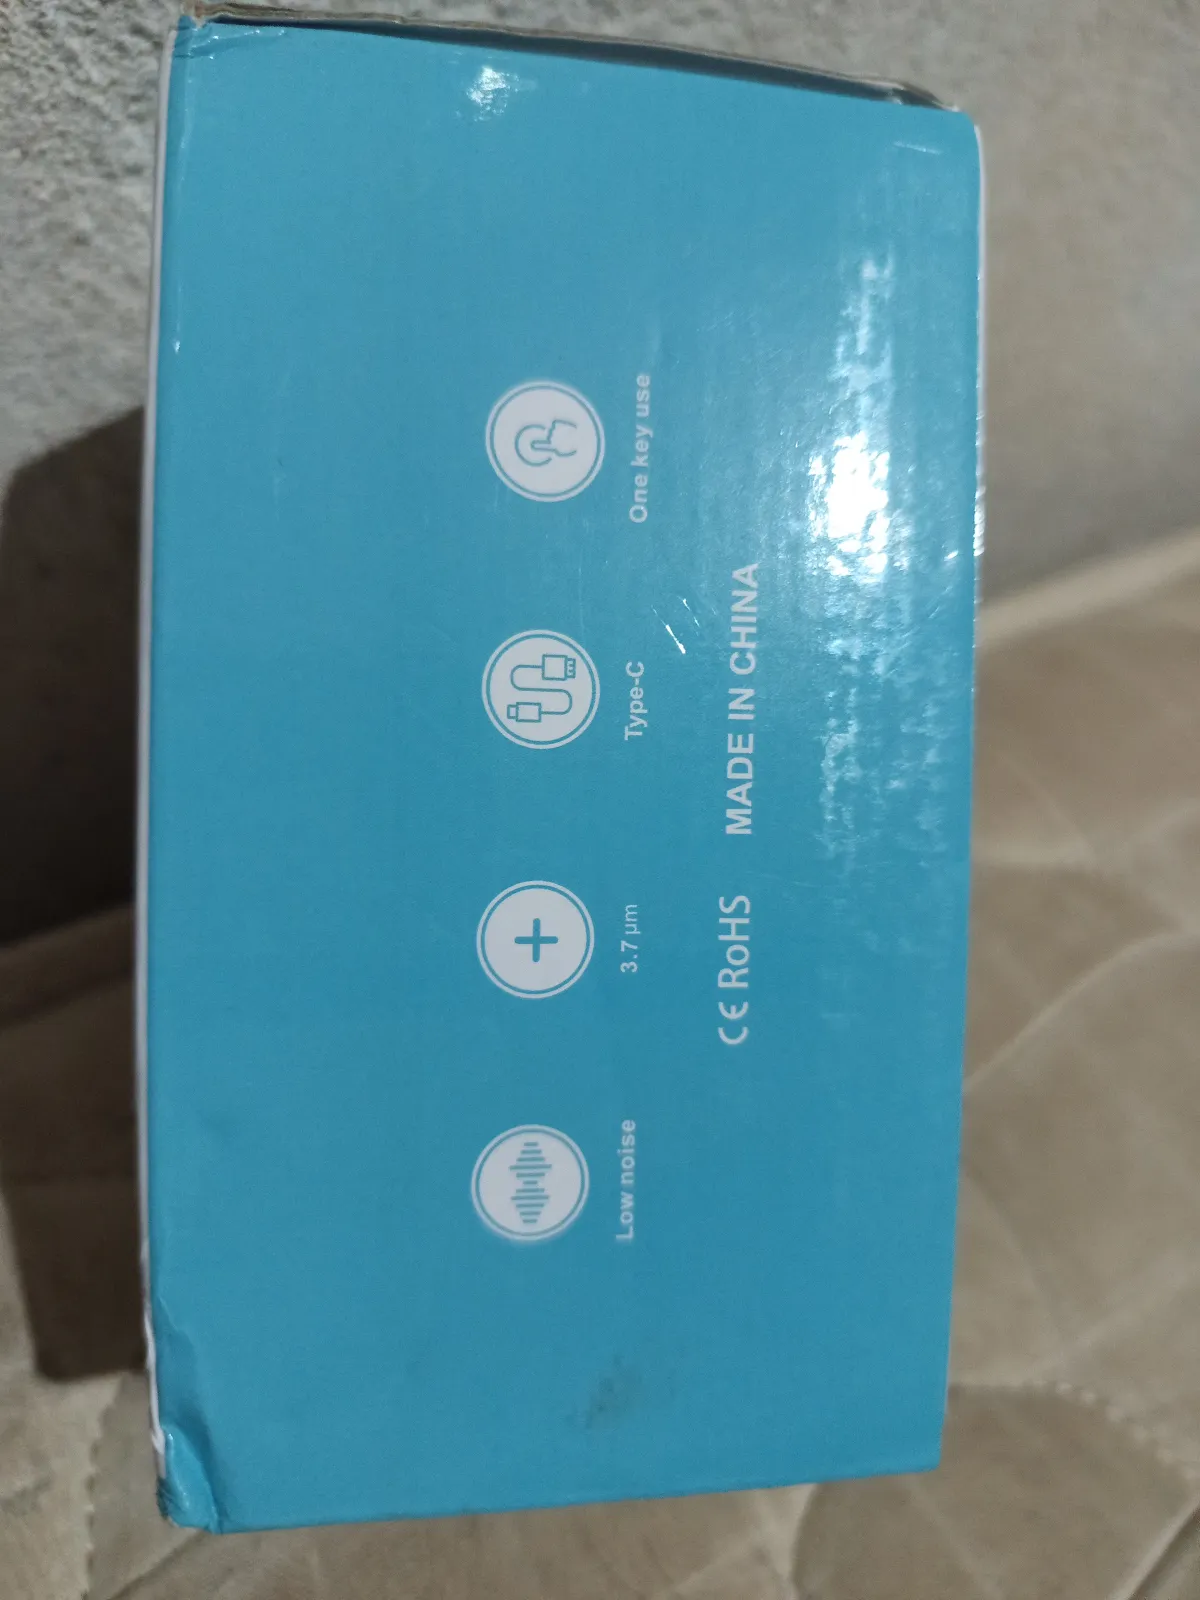 Low noise
3.7 μm
Type-C
One key use
CE RoHS MADE IN CHINA